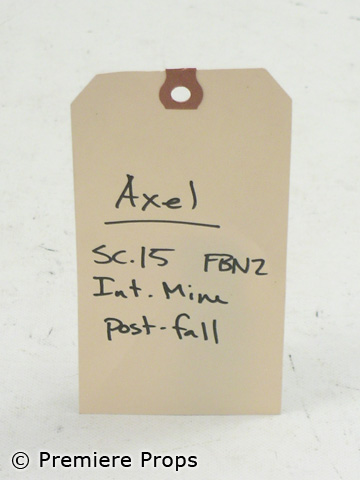 Axel
SC.15 FBN2
Int. Mine
Post-fall
© Premiere Props